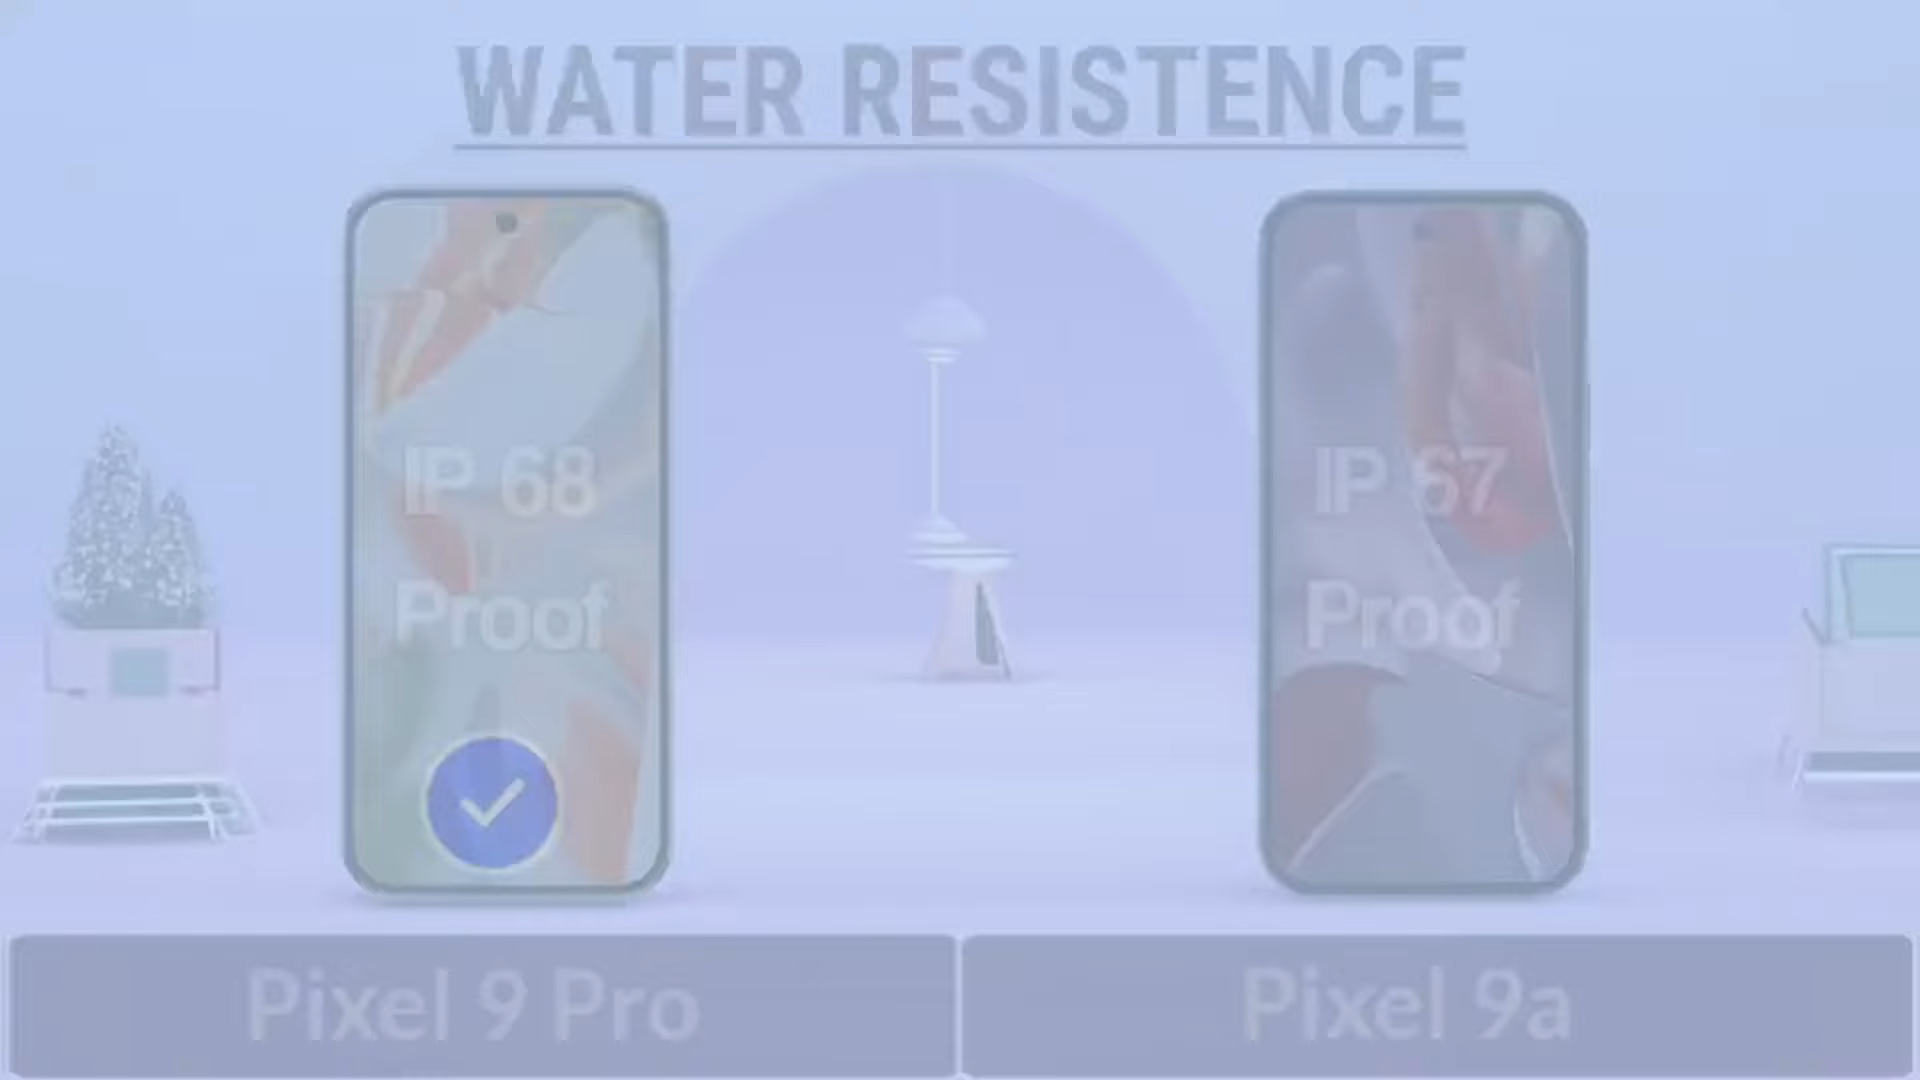 WATER RESISTENCE
IP 68
Proof
IP 67
Proof
Pixel 9 Pro
Pixel 9a